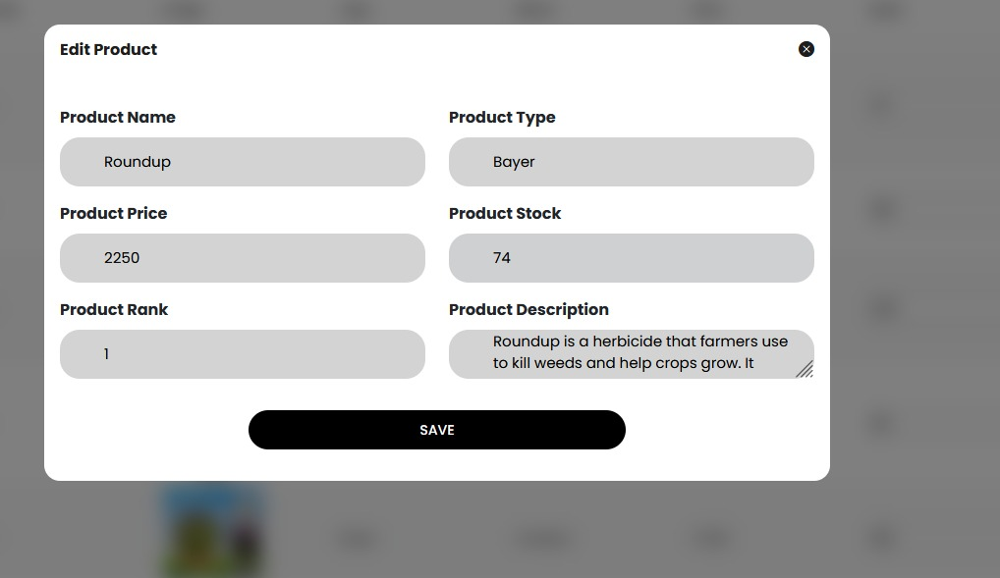 Edit Product
Product Name
Product Type
Roundup
Bayer
Product Price
Product Stock
2250
74
Product Rank
Product Description
1
Roundup is a herbicide that farmers use
to kill weeds and help crops grow. It
SAVE